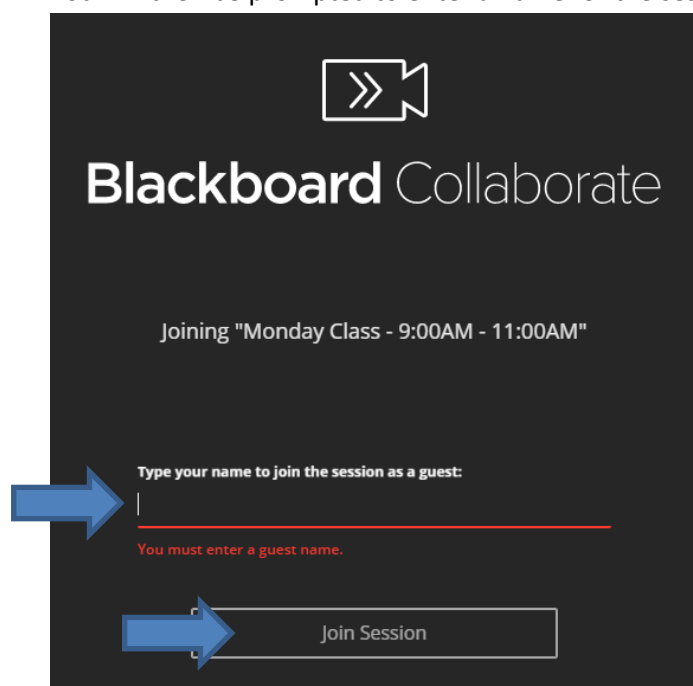 Blackboard Collaborate
Joining "Monday Class - 9:00AM - 11:00AM"
Type your name to join the session as a guest:
You must enter a guest name.
Join Session